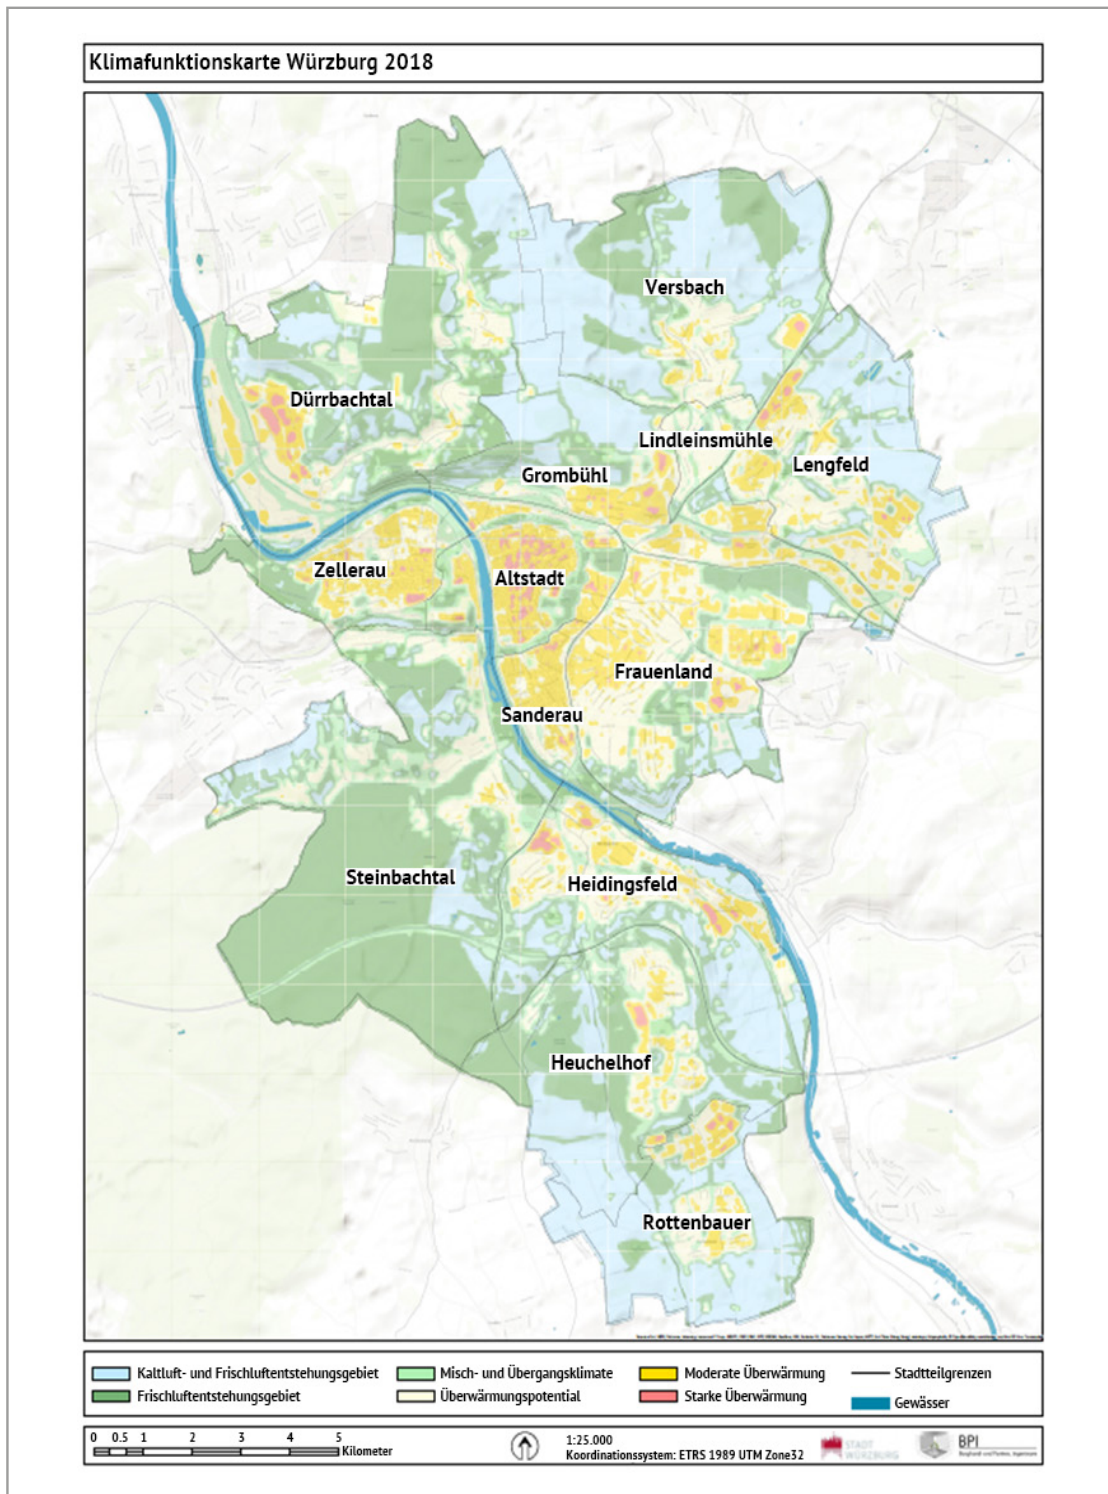 Klimafunktionskarte Würzburg 2018
Versbach
Dürrbachtal
Lindleinsmühle
Lengfeld
Grombühl
Zellerau
Altstadt
Frauenland
Sanderau
Steinbachtal
Heidingsfeld
Heuchelhof
Rottenbauer
Kaltluft- und Frischluftentstehungsgebiet
Misch- und Übergangsklimate
Moderate Überwärmung
Stadtteilgrenzen
Frischluftentstehungsgebiet
Überwärmungspotential
Starke Überwärmung
Gewässer
0 0.5 1 2 3 4 5
Kilometer
1:25.000
Koordinationssystem: ETRS 1989 UTM Zone32
STADT
WÜRZBURG
BPI